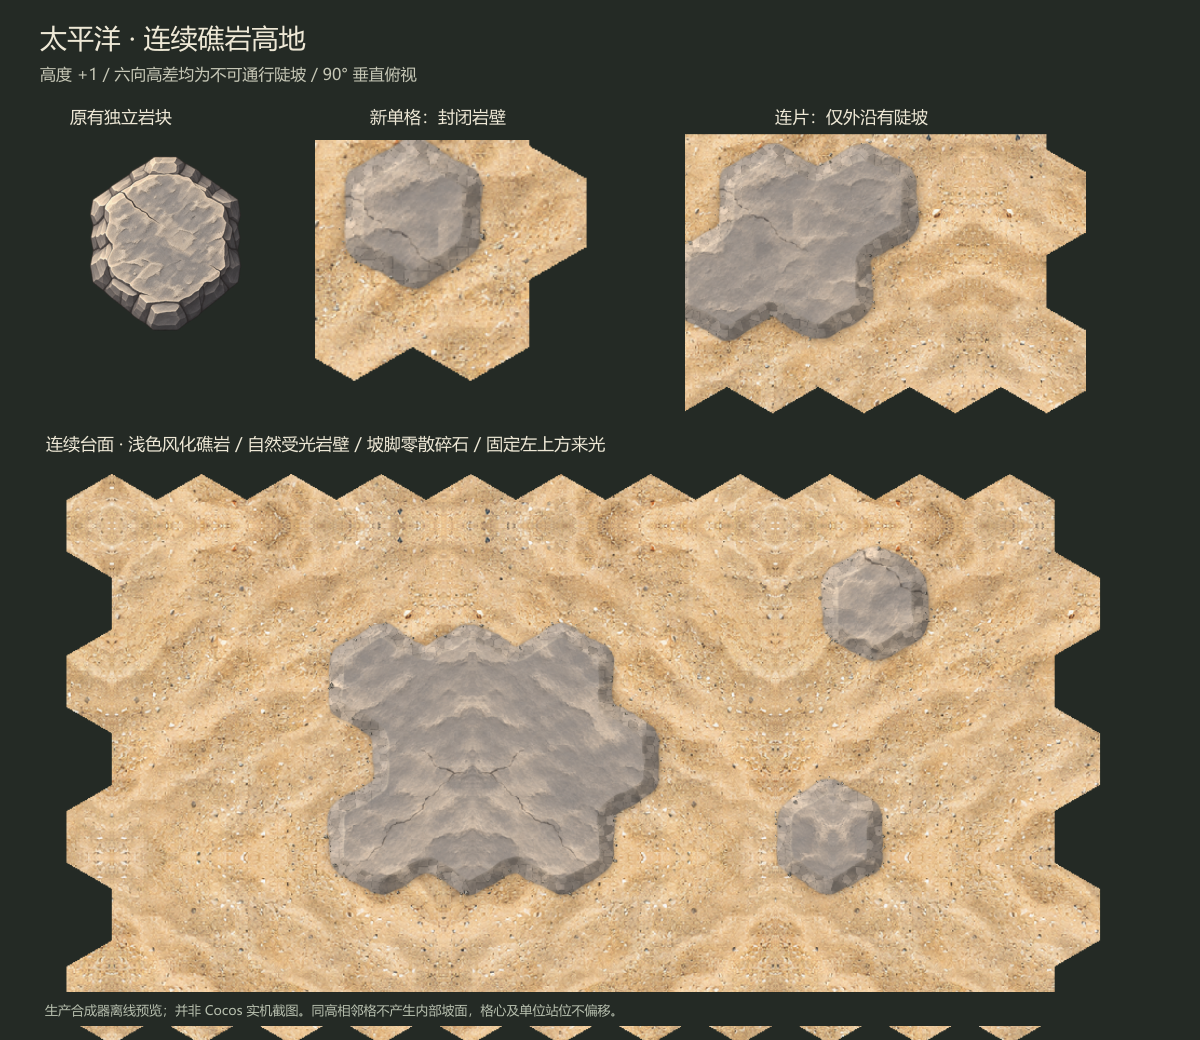 太平洋 · 连续礁岩高地
高度 +1 / 六向高差均为不可通行陡坡 / 90° 垂直俯视
原有独立岩块
新单格：封闭岩壁
连片：仅外沿有陡坡
连续台面 · 浅色风化礁岩 / 自然受光岩壁 / 坡脚零散碎石 / 固定左上方来光
生产合成器离线预览；并非 Cocos 实机截图。同高相邻格不产生内部坡面，格心及单位站位不偏移。